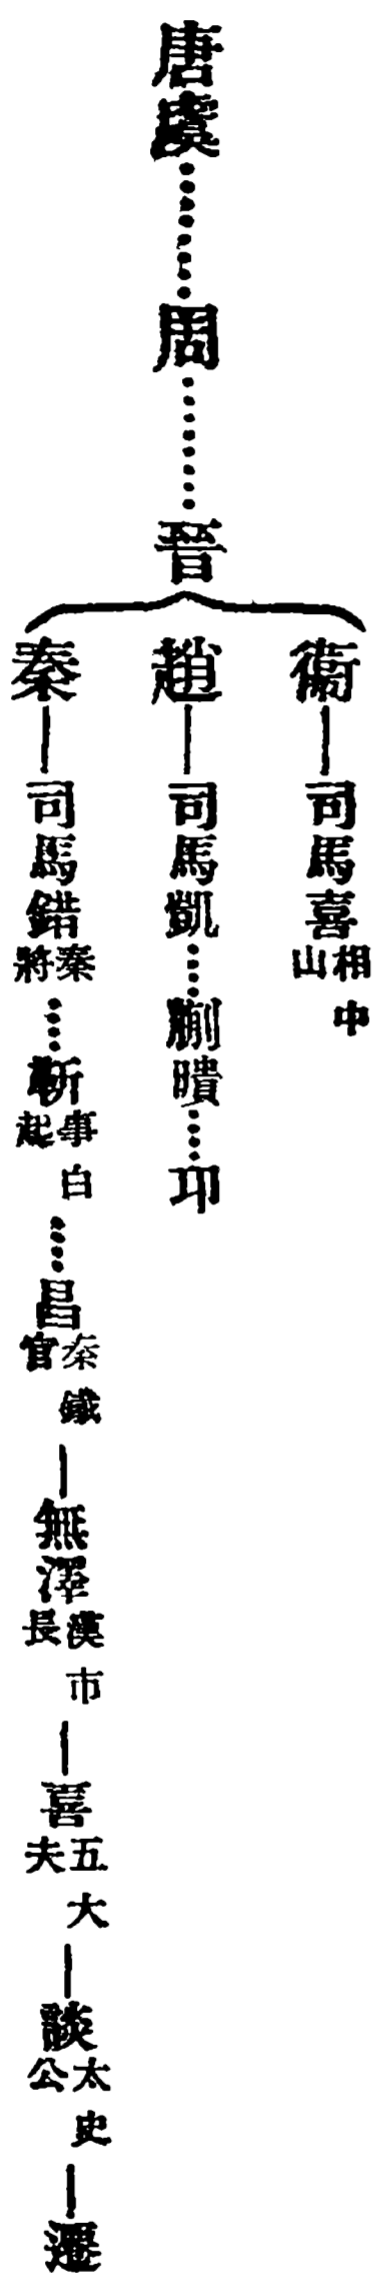 唐虞
周
晉
衞
司馬喜
相中
山
趙
司馬凱
蒯聵
卬
秦
司馬錯
秦
將
靳
事白
起
昌
秦鐵
官
無澤
漢市
長
喜
五大
夫
談
太史
公
遷